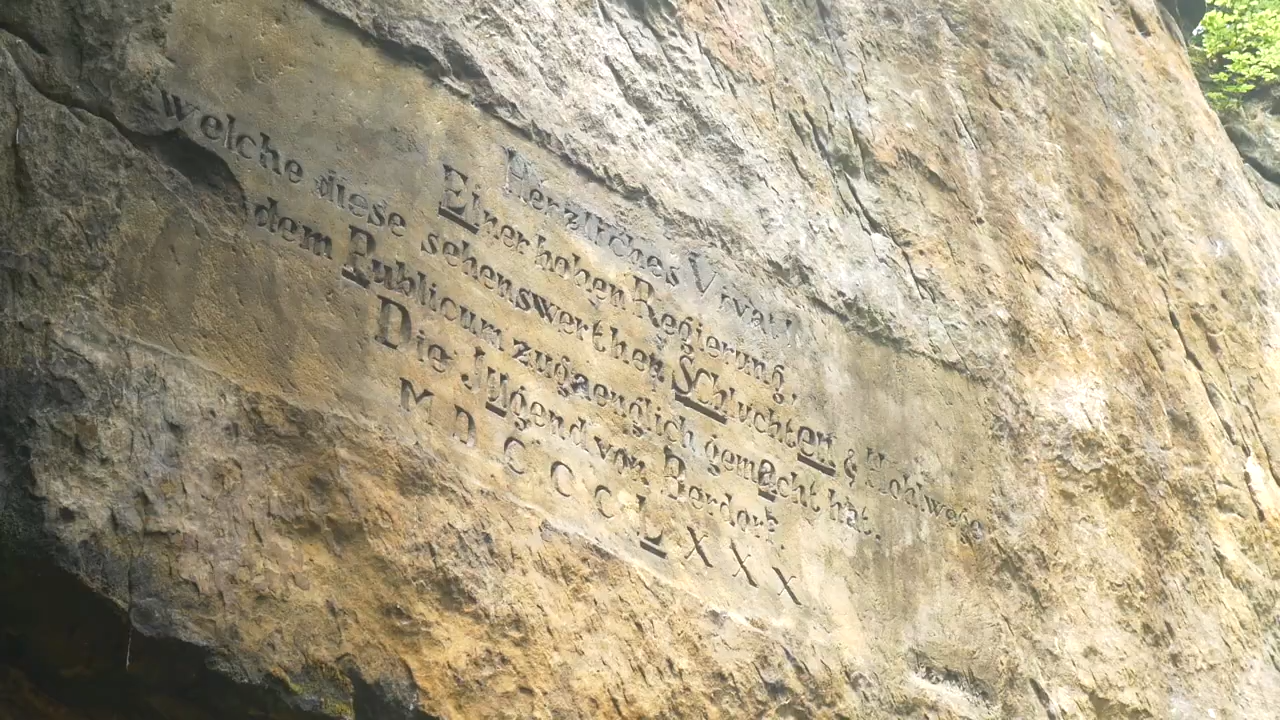 Herzliches Vivat!
Einer hohen Regierung,
welche diese sehenswerthen Schluchten & Hohlwege
dem Publicum zugaenglich gemacht hat.
Die Jugend von Berdorf.
MDCCCLXXX